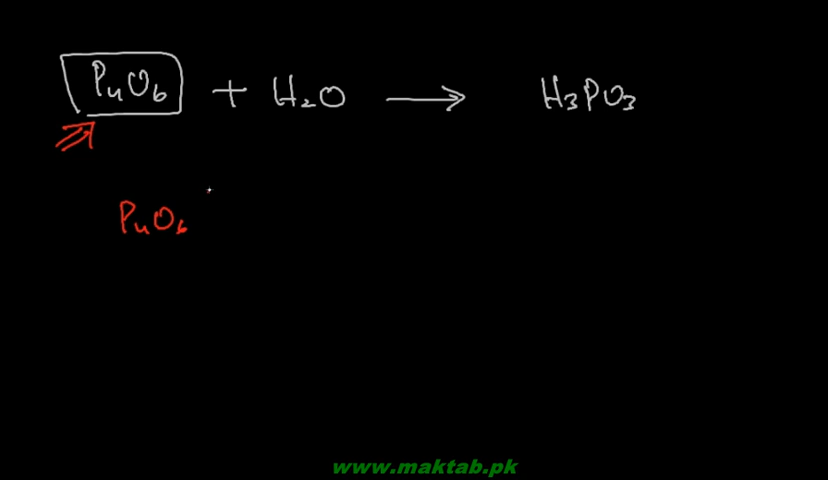 P₄O₆ + H₂O → H₃PO₃
P₄O₆
www.maktab.pk